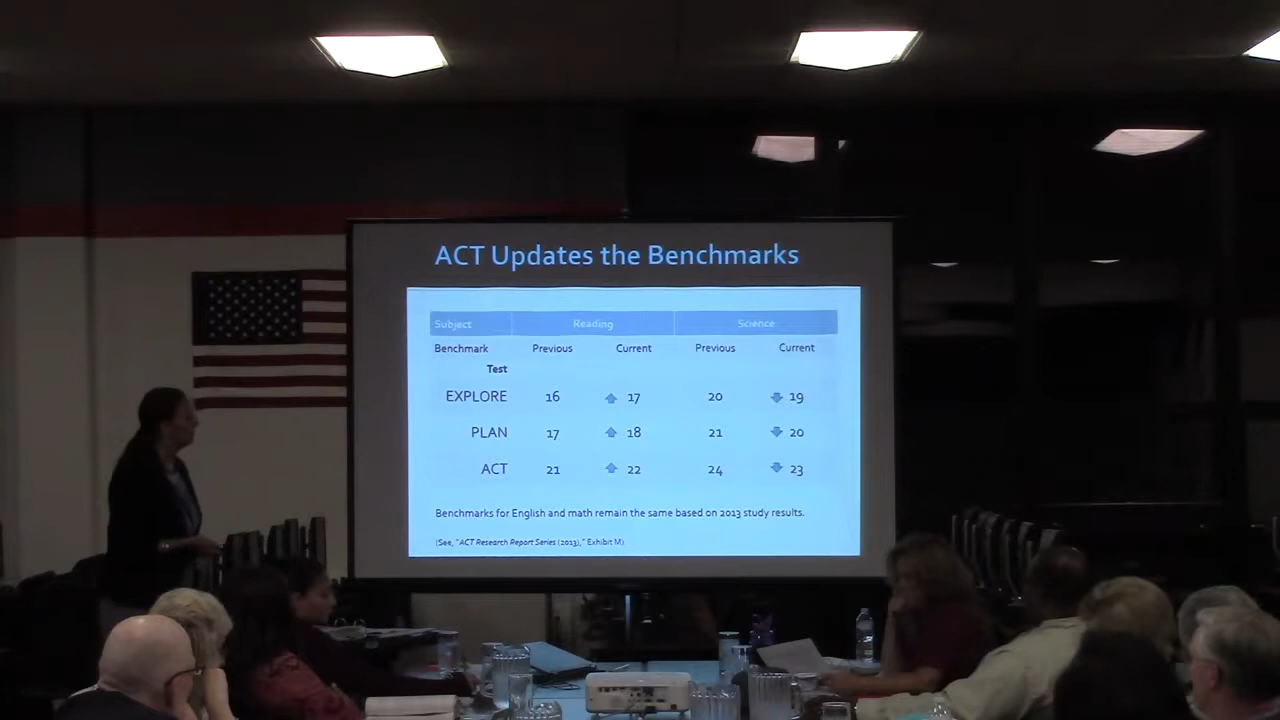 ACT Updates the Benchmarks
Subject Reading Science
Benchmark Previous Current Previous Current
Test
EXPLORE 16 17 20 19
PLAN 17 18 21 20
ACT 21 22 24 23
Benchmarks for English and math remain the same based on 2013 study results.
(See, "ACT Research Report Series (2013)," Exhibit M)